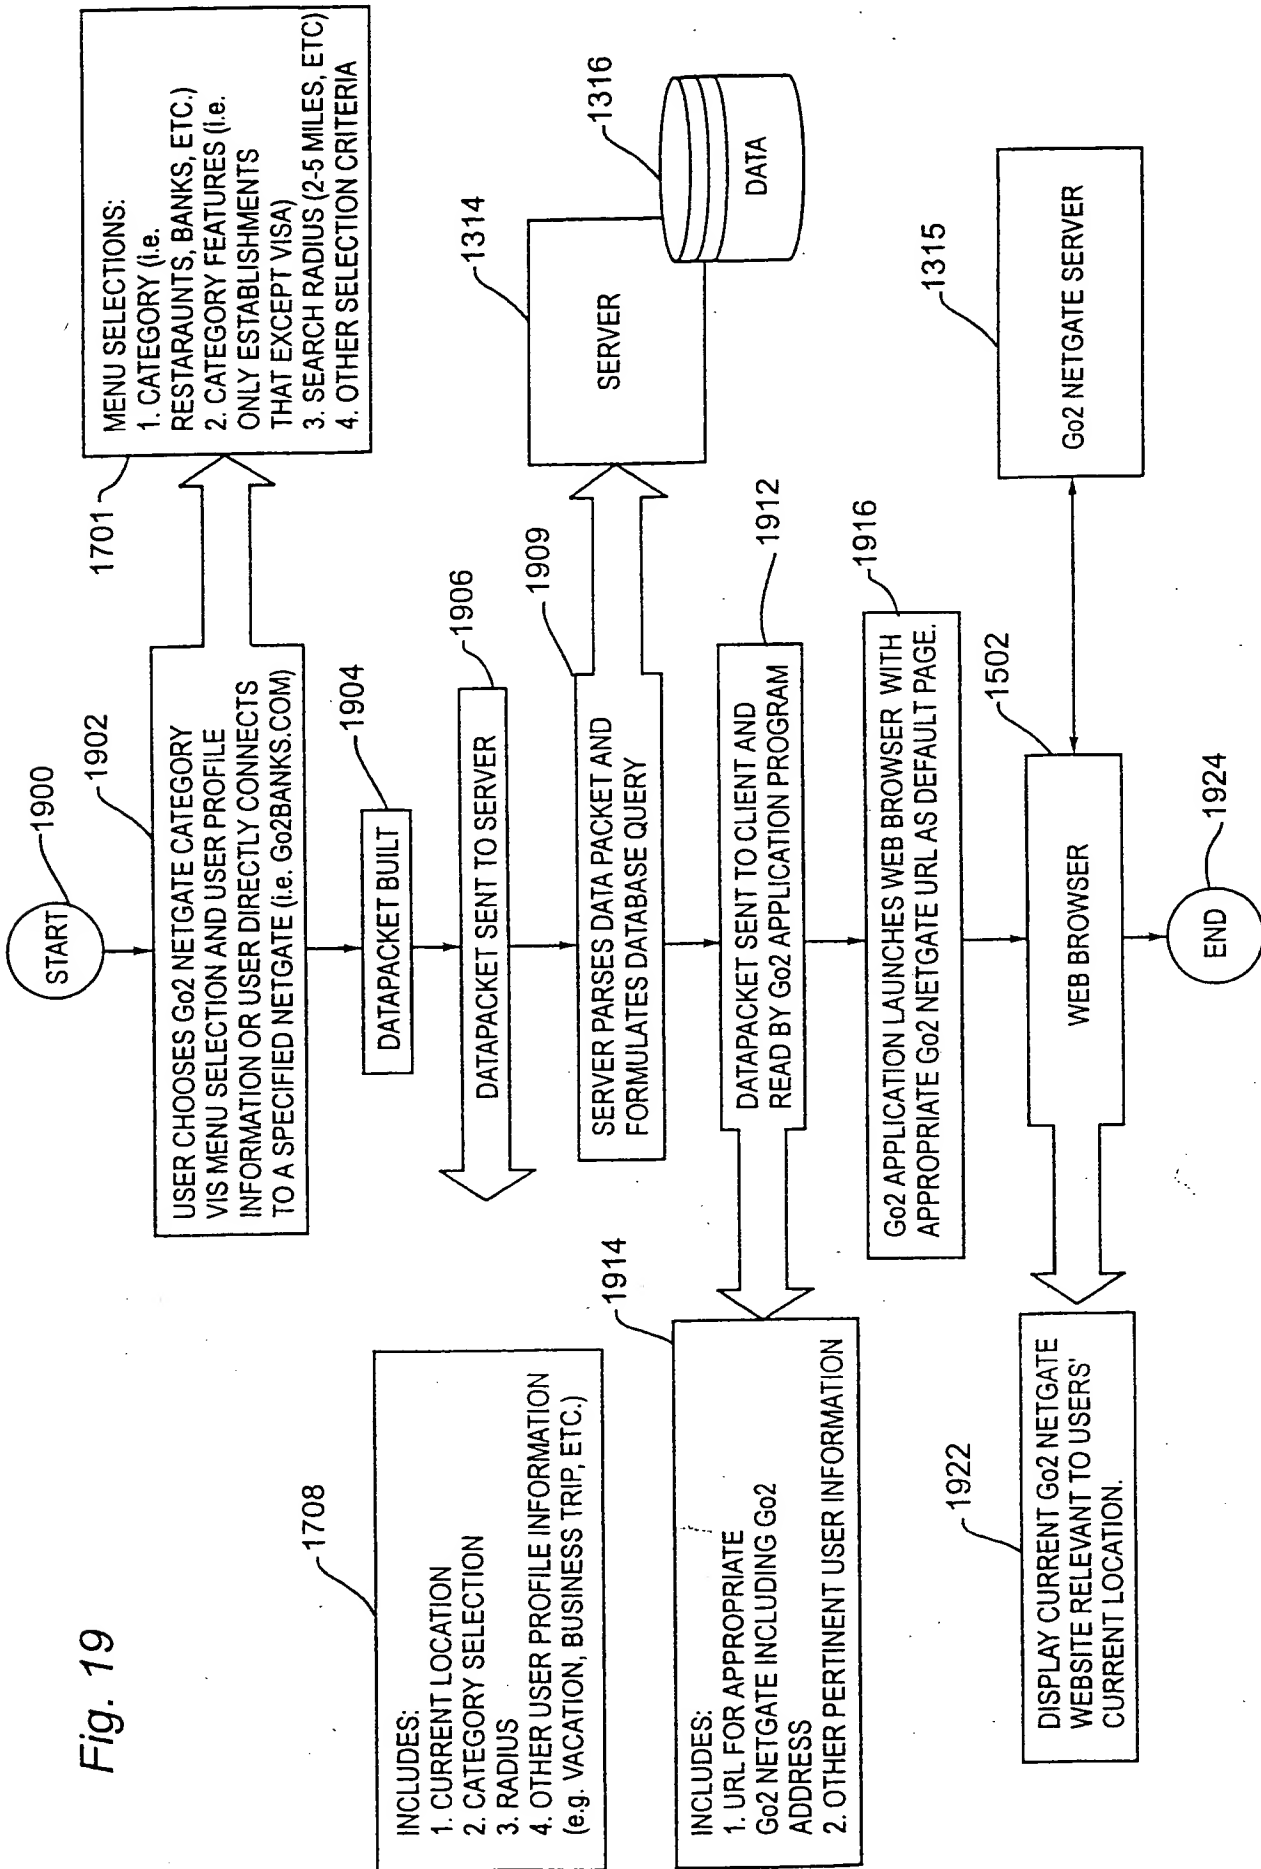 Fig. 19
START
1900
1902
USER CHOOSES Go2 NETGATE CATEGORY
VIS MENU SELECTION AND USER PROFILE
INFORMATION OR USER DIRECTLY CONNECTS
TO A SPECIFIED NETGATE (i.e. Go2BANKS.COM)
1701
MENU SELECTIONS:
1. CATEGORY (i.e.
RESTARAUNTS, BANKS, ETC.)
2. CATEGORY FEATURES (i.e.
ONLY ESTABLISHMENTS
THAT EXCEPT VISA)
3. SEARCH RADIUS (2-5 MILES, ETC)
4. OTHER SELECTION CRITERIA
1904
DATAPACKET BUILT
1906
DATAPACKET SENT TO SERVER
1708
INCLUDES:
1. CURRENT LOCATION
2. CATEGORY SELECTION
3. RADIUS
4. OTHER USER PROFILE INFORMATION
(e.g. VACATION, BUSINESS TRIP, ETC.)
1909
SERVER PARSES DATA PACKET AND
FORMULATES DATABASE QUERY
1314
SERVER
1316
DATA
1912
DATAPACKET SENT TO CLIENT AND
READ BY Go2 APPLICATION PROGRAM
1914
INCLUDES:
1. URL FOR APPROPRIATE
Go2 NETGATE INCLUDING Go2
ADDRESS
2. OTHER PERTINENT USER INFORMATION
1916
Go2 APPLICATION LAUNCHES WEB BROWSER WITH
APPROPRIATE Go2 NETGATE URL AS DEFAULT PAGE.
1502
WEB BROWSER
1315
Go2 NETGATE SERVER
1922
DISPLAY CURRENT Go2 NETGATE
WEBSITE RELEVANT TO USERS'
CURRENT LOCATION.
1924
END